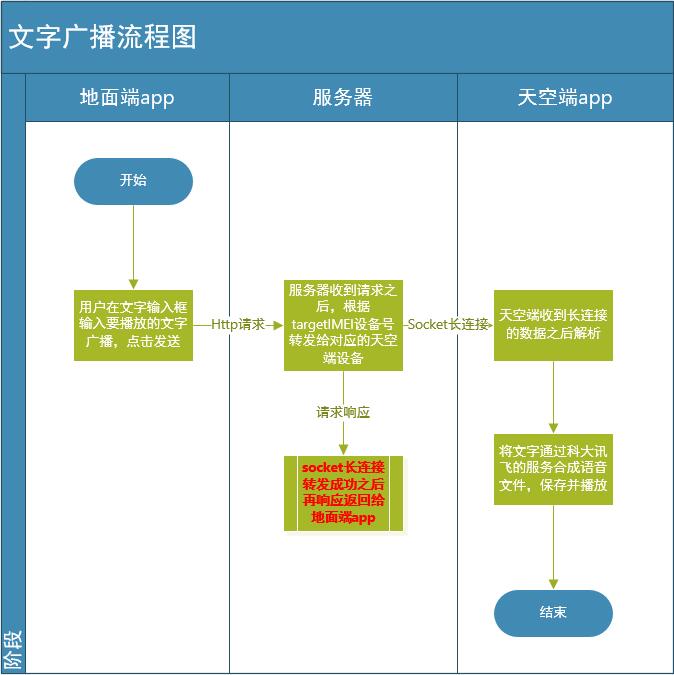 文字广播流程图
地面端app
服务器
天空端app
开始
用户在文字输入框
输入要播放的文字
广播，点击发送
Http请求
服务器收到请求之
后，根据
targetIMEI设备号
转发给对应的天空
端设备
Socket长连接
天空端收到长连接
的数据之后解析
请求响应
socket长连接
转发成功之后
再响应返回给
地面端app
将文字通过科大讯
飞的服务合成语音
文件，保存并播放
结束
阶段